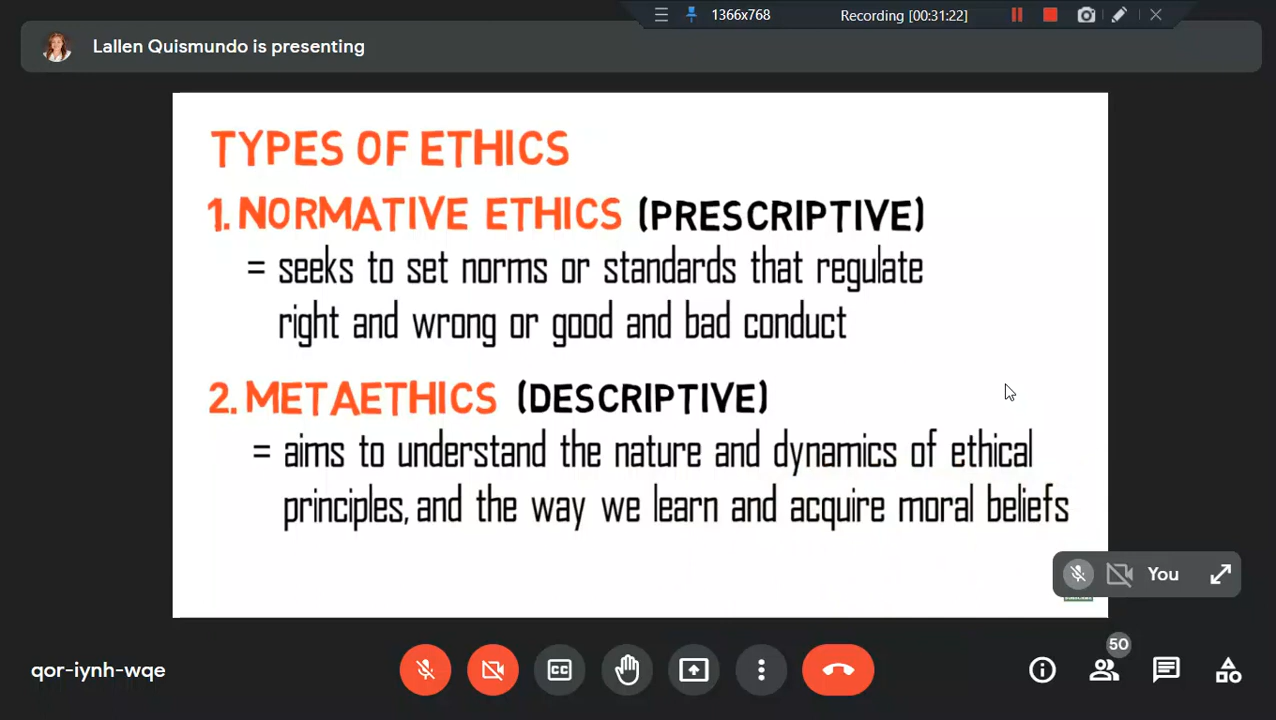 1366x768
Recording [00:31:22]
Lallen Quismundo is presenting
TYPES OF ETHICS
1. NORMATIVE ETHICS (PRESCRIPTIVE)
= seeks to set norms or standards that regulate
right and wrong or good and bad conduct
2. METAETHICS (DESCRIPTIVE)
= aims to understand the nature and dynamics of ethical
principles, and the way we learn and acquire moral beliefs
You
50
qor-iynh-wqe
CC